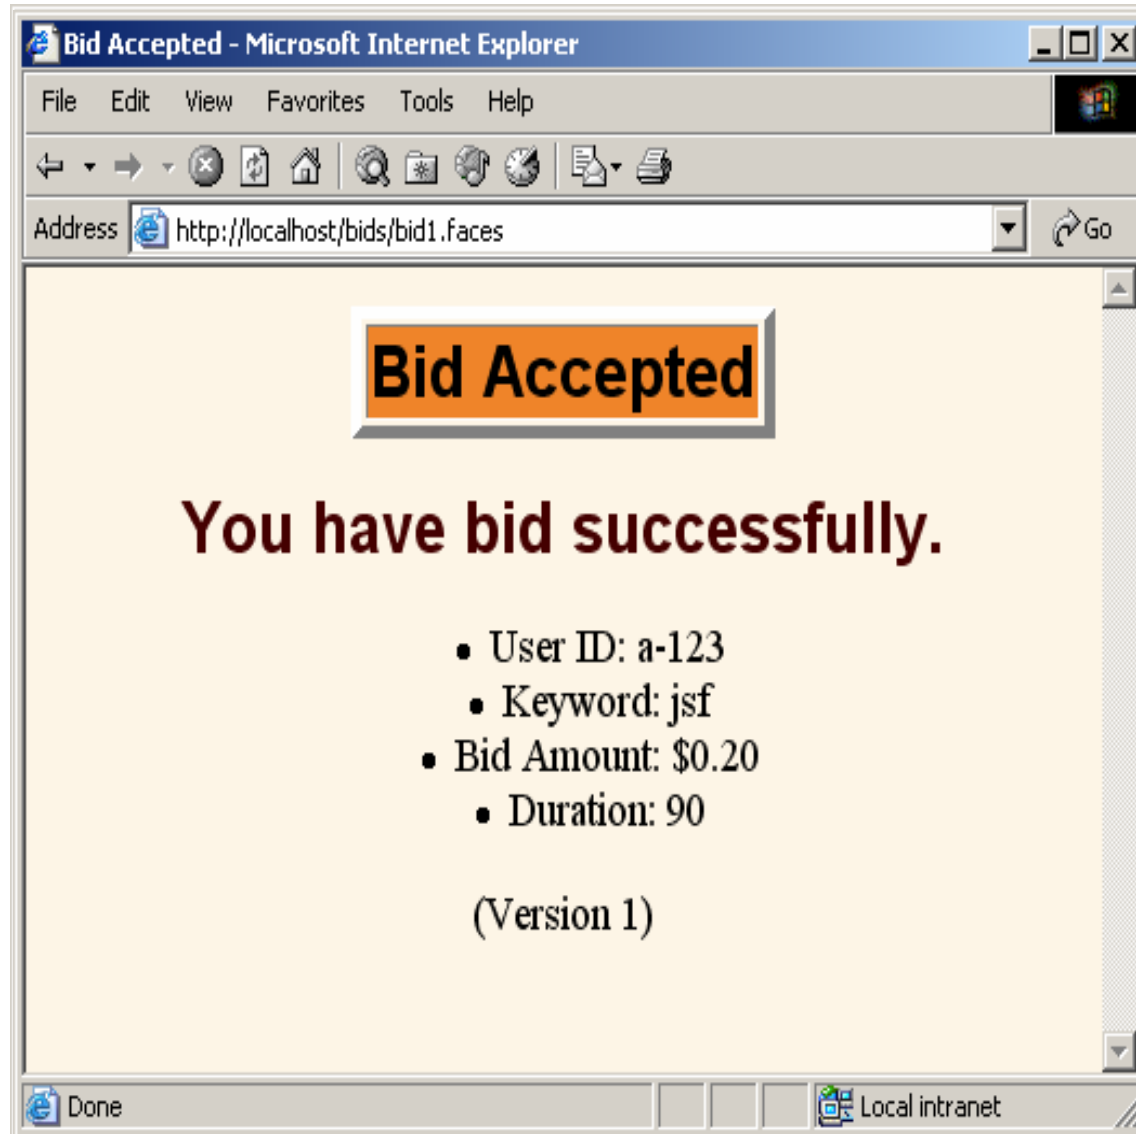 Bid Accepted - Microsoft Internet Explorer
File Edit View Favorites Tools Help
Address http://localhost/bids/bid1.faces Go
Bid Accepted
You have bid successfully.
• User ID: a-123
• Keyword: jsf
• Bid Amount: $0.20
• Duration: 90
(Version 1)
Done Local intranet